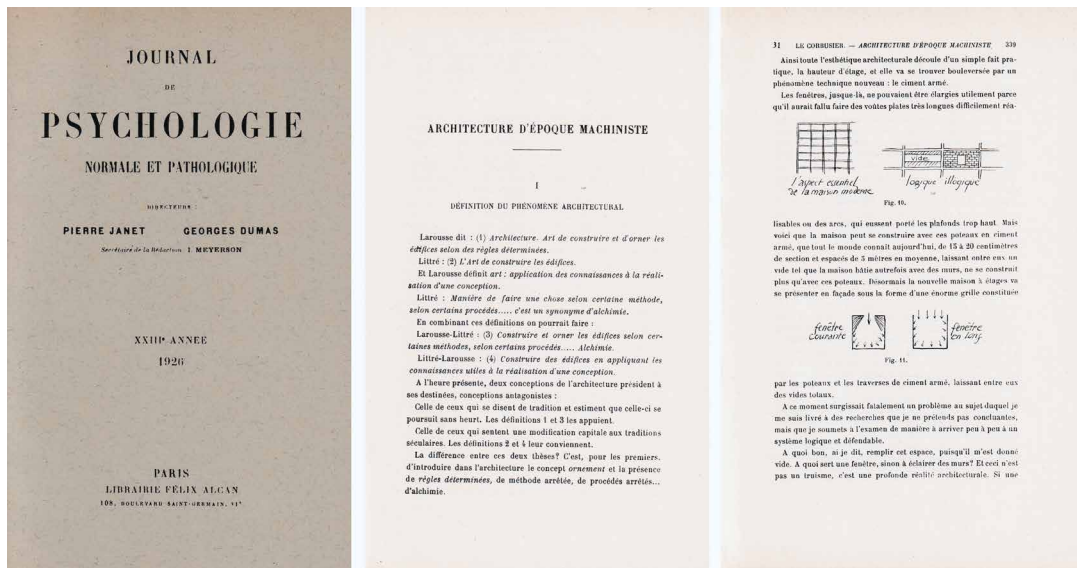 JOURNAL
DE
PSYCHOLOGIE
NORMALE ET PATHOLOGIQUE
DIRECTEURS :
PIERRE JANET GEORGES DUMAS
Secrétaire de la Rédaction I. MEYERSON
XXIIIe ANNÉE
1926
PARIS
LIBRAIRIE FÉLIX ALCAN
108, BOULEVARD SAINT-GERMAIN, VIe
ARCHITECTURE D'ÉPOQUE MACHINISTE
I
DÉFINITION DU PHÉNOMÈNE ARCHITECTURAL
Larousse dit : (1) Architecture. Art de construire et d'orner les
édifices selon des règles déterminées.
Littré : (2) L'Art de construire les édifices.
Et Larousse définit art : application des connaissances à la réali-
sation d'une conception.
Littré : Manière de faire une chose selon certaine méthode,
selon certains procédés..... c'est un synonyme d'alchimie.
En combinant ces définitions on pourrait faire :
Larousse-Littré : (3) Construire et orner les édifices selon cer-
taines méthodes, selon certains procédés..... Alchimie.
Littré-Larousse : (4) Construire des édifices en appliquant les
connaissances utiles à la réalisation d'une conception.
A l'heure présente, deux conceptions de l'architecture président à
ses destinées, conceptions antagonistes :
Celle de ceux qui se disent de tradition et estiment que celle-ci se
poursuit sans heurt. Les définitions 1 et 3 les appuient.
Celle de ceux qui sentent une modification capitale aux traditions
séculaires. Les définitions 2 et 4 leur conviennent.
La différence entre ces deux thèses? C'est, pour les premiers,
d'introduire dans l'architecture le concept ornement et la présence
de règles déterminées, de méthode arrêtée, de procédés arrêtés...
d'alchimie.
31 LE CORBUSIER. — ARCHITECTURE D'ÉPOQUE MACHINISTE 339
Ainsi toute l'esthétique architecturale découle d'un simple fait pra-
tique, la hauteur d'étage, et elle va se trouver bouleversée par un
phénomène technique nouveau : le ciment armé.
Les fenêtres, jusque-là, ne pouvaient être élargies utilement parce
qu'il aurait fallu faire des voûtes plates très longues difficilement réa-
vide
l'aspect essentiel
de la maison moderne
logique illogique
Fig. 10.
lisables ou des arcs, qui eussent porté les plafonds trop haut. Mais
voici que la maison peut se construire avec ces poteaux en ciment
armé, que tout le monde connaît aujourd'hui, de 15 à 20 centimètres
de section et espacés de 5 mètres en moyenne, laissant entre eux un
vide tel que la maison bâtie autrefois avec des murs, ne se construit
plus qu'avec ces poteaux. Désormais la nouvelle maison à étages va
se présenter en façade sous la forme d'une énorme grille constituée
fenêtre
courante
fenêtre
en long
Fig. 11.
par les poteaux et les traverses de ciment armé, laissant entre eux
des vides totaux.
A ce moment surgissait fatalement un problème au sujet duquel je
me suis livré à des recherches que je ne prétends pas concluantes,
mais que je soumets à l'examen de manière à arriver peu à peu à un
système logique et défendable.
A quoi bon, ai je dit, remplir cet espace, puisqu'il m'est donné
vide. A quoi sert une fenêtre, sinon à éclairer des murs? Et ceci n'est
pas un truisme, c'est une profonde réalité architecturale. Si une